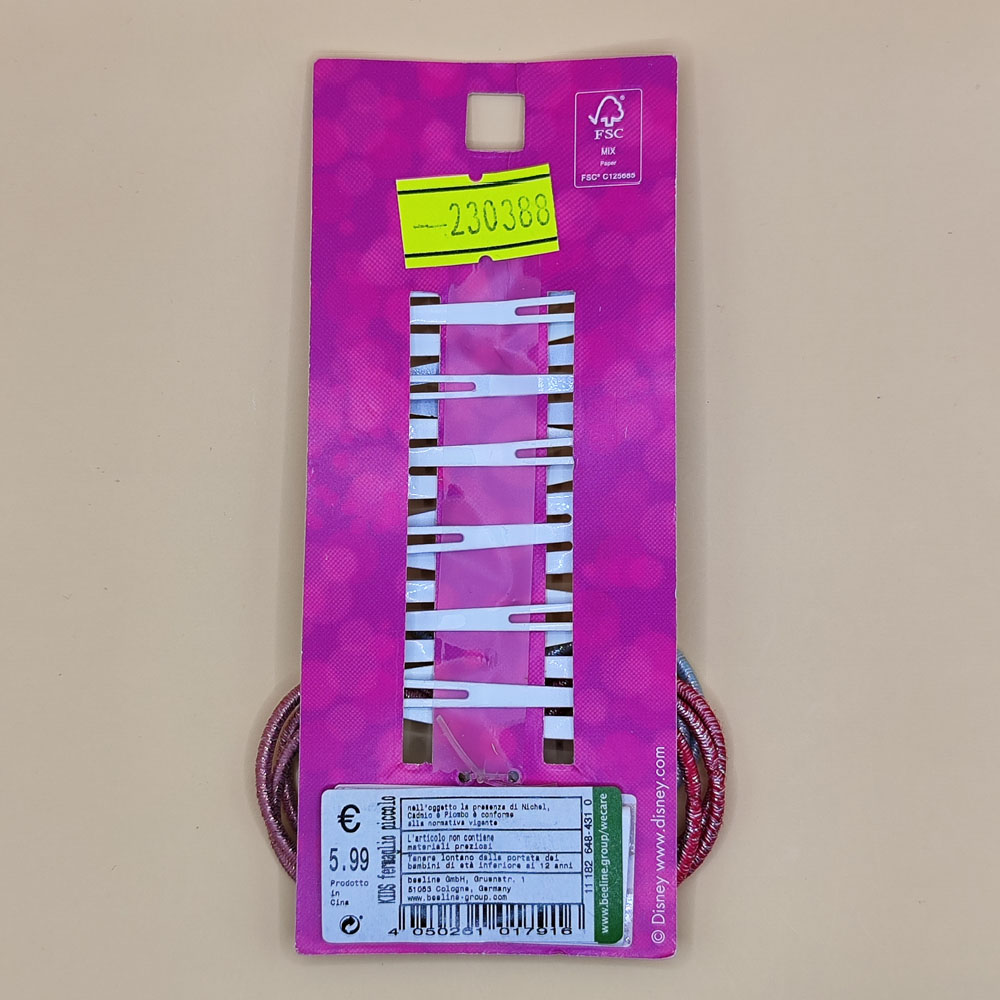 FSC®
MIX
Paper
FSC® C125685
—230388
€
5.99
Prodotto
in
Cina
KIDS fermaglio piccolo
nell'oggetto la presenza di Nichel,
Cadmio e Piombo è conforme
alla normativa vigente
L'articolo non contiene
materiali preziosi
Tenere lontano dalla portata dei
bambini di età inferiore ai 12 anni
beeline GmbH, Gruenstr. 1
51063 Cologne, Germany
www.beeline-group.com
4 050261 017916
11182 648-431 0
www.beeline.group/wecare
© Disney www.disney.com